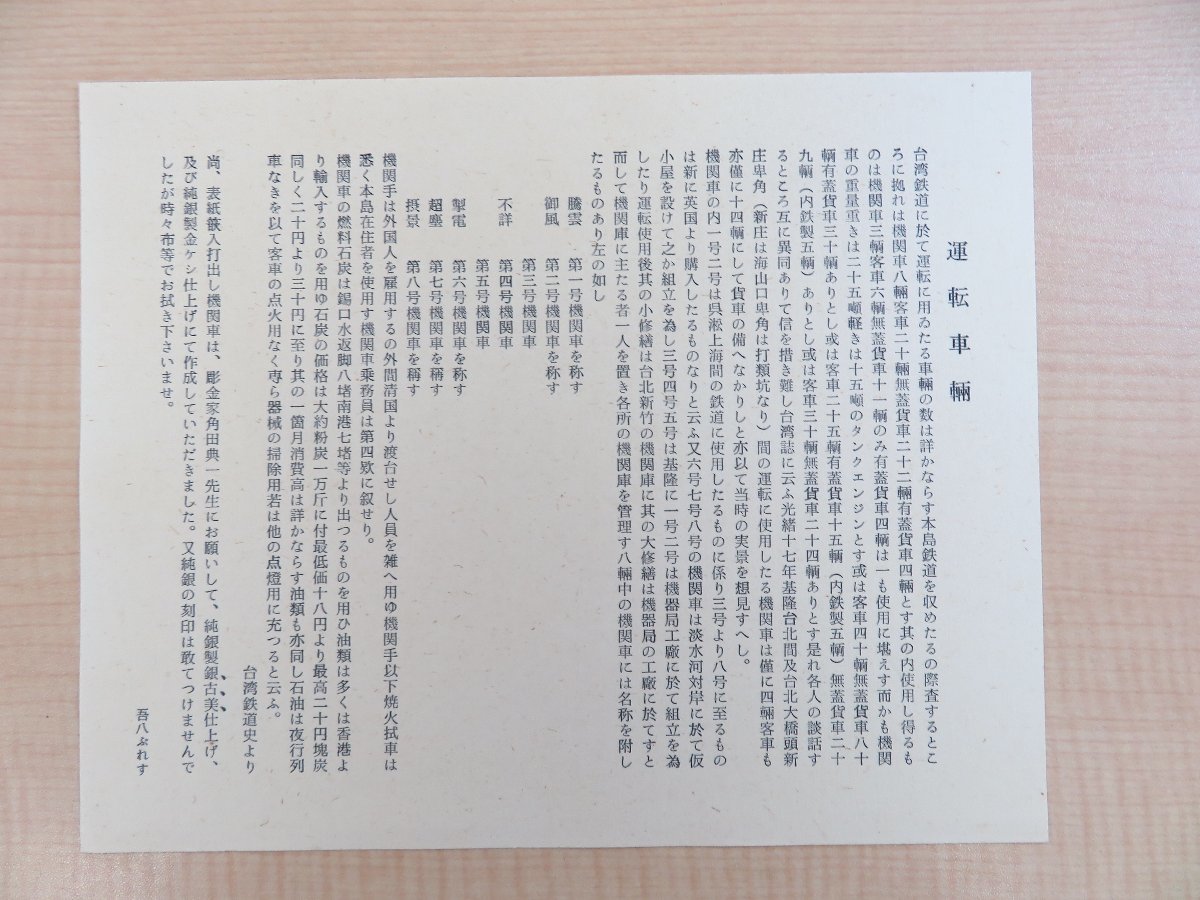 運転車輛
台湾鉄道に於て運転に用ゐたる車輛の数は詳かならす本島鉄道を収めたるの際査するとこ
ろに拠れは機関車八輛客車二十輛無蓋貨車二十二輛有蓋貨車四輛とす其の内使用し得るも
のは機関車三輛客車六輛無蓋貨車十一輛のみ有蓋貨車四輛は一も使用に堪えす而かも機関
車の重量重きは二十五噸軽きは十五噸のタンクエンジンとす或は客車四十輛無蓋貨車八十
輛有蓋貨車三十輛ありとし或は客車二十五輛有蓋貨車十五輛（内鉄製五輛）無蓋貨車二十
九輛（内鉄製五輛）ありとし或は客車三十輛無蓋貨車二十四輛ありとす是れ各人の談話す
るところ互に異同ありて信を措き難し台湾誌に云ふ光緒十七年基隆台北間及台北大橋頭新
庄卑角（新庄は海山口卑角は打類坑なり）間の運転に使用したる機関車は僅に四輛客車も
亦僅に十四輛にして貨車の備へなかりしと亦以て当時の実景を想見すへし。
機関車の内一号二号は呉淞上海間の鉄道に使用したるものに係り三号より八号に至るもの
は新に英国より購入したるものなりと云ふ又六号七号八号の機関車は淡水河対岸に於て仮
小屋を設けて之か組立を為し三号四号五号は基隆に一号二号は機器局工廠に於て組立を為
したり運転使用後其の小修繕は台北新竹の機関庫に其の大修繕は機器局の工廠に於てすと
而して機関庫に主たる者一人を置き各所の機関庫を管理す八輛中の機関車には名称を附し
たるものあり左の如し
騰雲　第一号機関車を称す
御風　第二号機関車を称す
第三号機関車
不詳　第四号機関車
第五号機関車
掣電　第六号機関車を称す
超塵　第七号機関車を稱す
摂景　第八号機関車を稱す
機関手は外国人を雇用するの外間清国より渡台せし人員を雑へ用ゆ機関手以下焼火拭車は
悉く本島在住者を使用す機関車乗務員は第四欵に叙せり。
機関車の燃料石炭は錫口水返脚八堵南港七堵等より出つるものを用ひ油類は多くは香港よ
り輸入するものを用ゆ石炭の価格は大約粉炭一万斤に付最低価十八円より最高二十円塊炭
同しく二十円より三十円に至り其の一箇月消費高は詳かならす油類も亦同し石油は夜行列
車なきを以て客車の点火用なく専ら器械の掃除用若は他の点燈用に充つると云ふ。
台湾鉄道史より
尚、表紙嵌入打出し機関車は、彫金家角田典一先生にお願いして、純銀製銀古美仕上げ、
及び純銀製金ケシ仕上げにて作成していただきました。又純銀の刻印は敢てつけませんで
したが時々布等でお拭き下さいませ。
吾八ぷれす